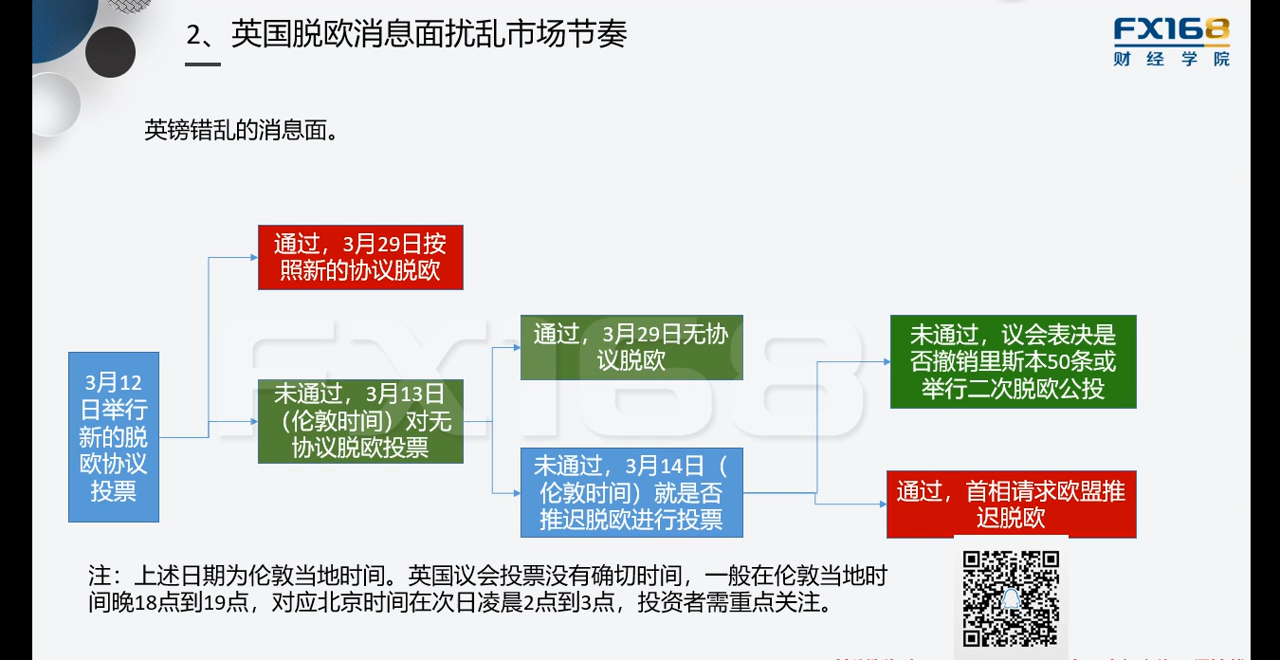 2、英国脱欧消息面扰乱市场节奏
FX168
财经学院
英镑错乱的消息面。
通过，3月29日按
照新的协议脱欧
3月12
日举行
新的脱
欧协议
投票
未通过，3月13日
（伦敦时间）对无
协议脱欧投票
通过，3月29日无协
议脱欧
未通过，3月14日（
伦敦时间）就是否
推迟脱欧进行投票
未通过，议会表决是
否撤销里斯本50条或
举行二次脱欧公投
通过，首相请求欧盟推
迟脱欧
FX168
注：上述日期为伦敦当地时间。英国议会投票没有确切时间，一般在伦敦当地时
间晚18点到19点，对应北京时间在次日凌晨2点到3点，投资者需重点关注。